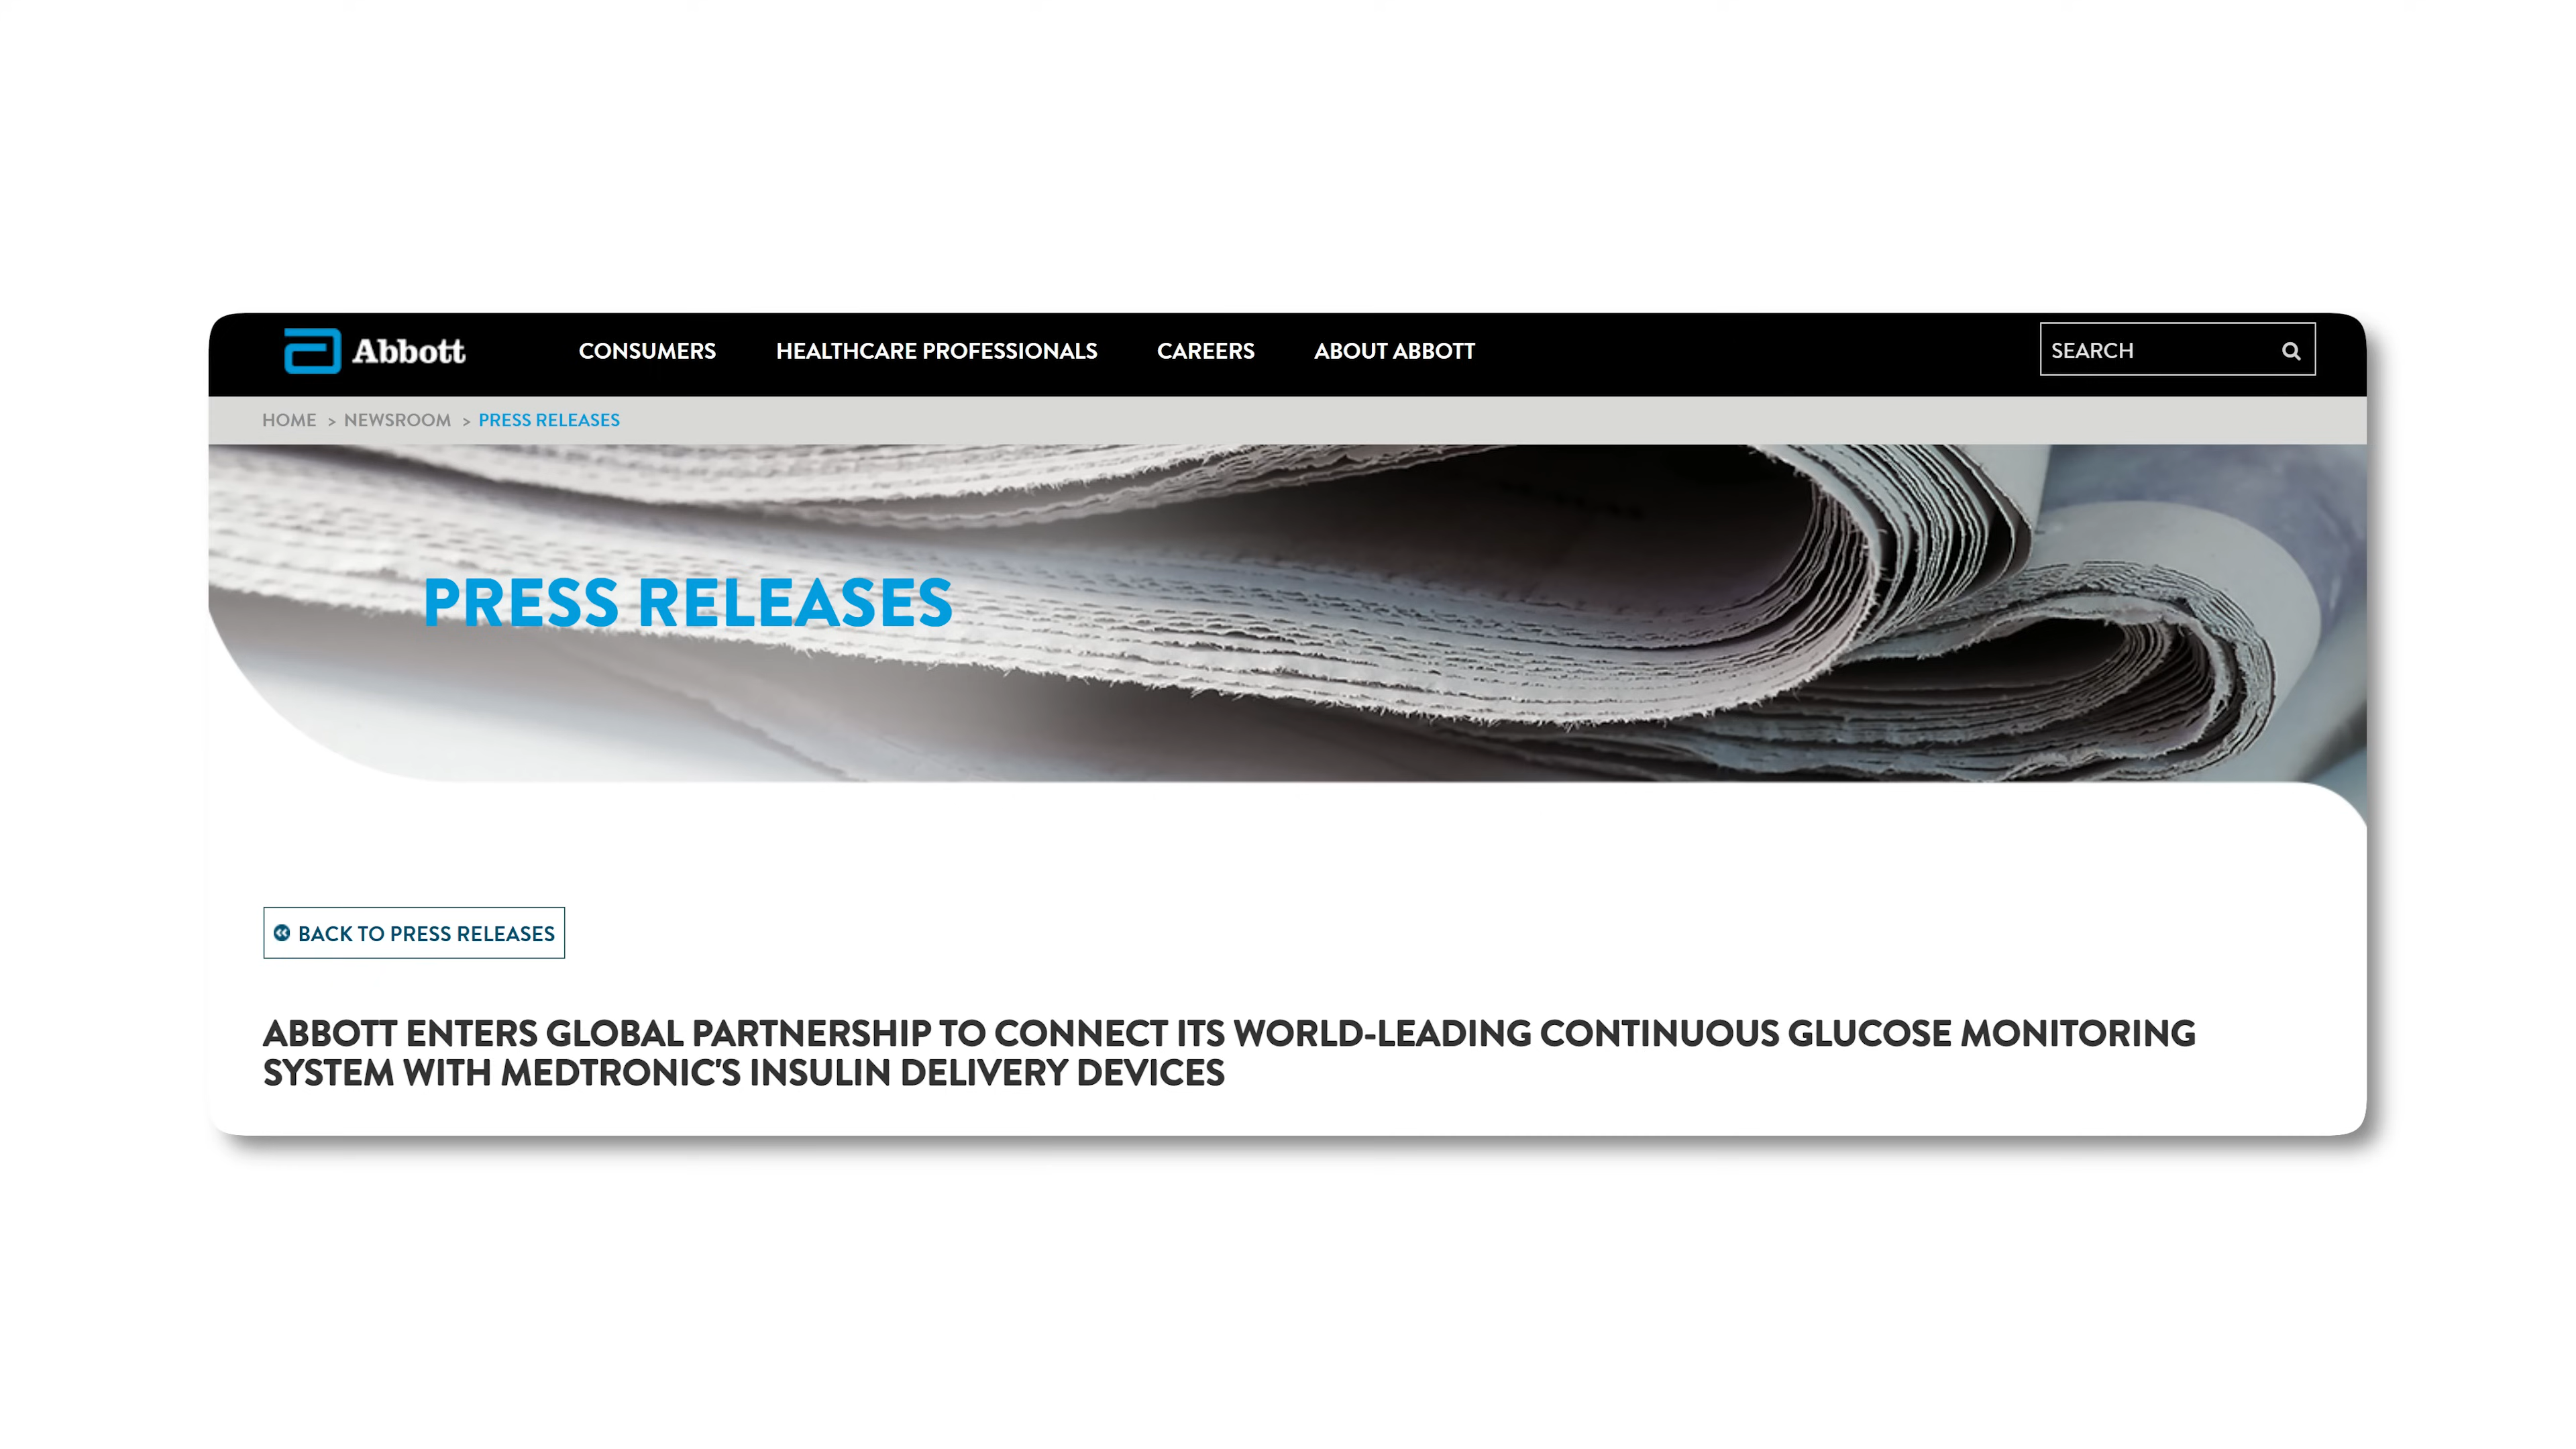 Abbott
CONSUMERS
HEALTHCARE PROFESSIONALS
CAREERS
ABOUT ABBOTT
SEARCH
HOME > NEWSROOM > PRESS RELEASES
PRESS RELEASES
BACK TO PRESS RELEASES
ABBOTT ENTERS GLOBAL PARTNERSHIP TO CONNECT ITS WORLD-LEADING CONTINUOUS GLUCOSE MONITORING
SYSTEM WITH MEDTRONIC'S INSULIN DELIVERY DEVICES